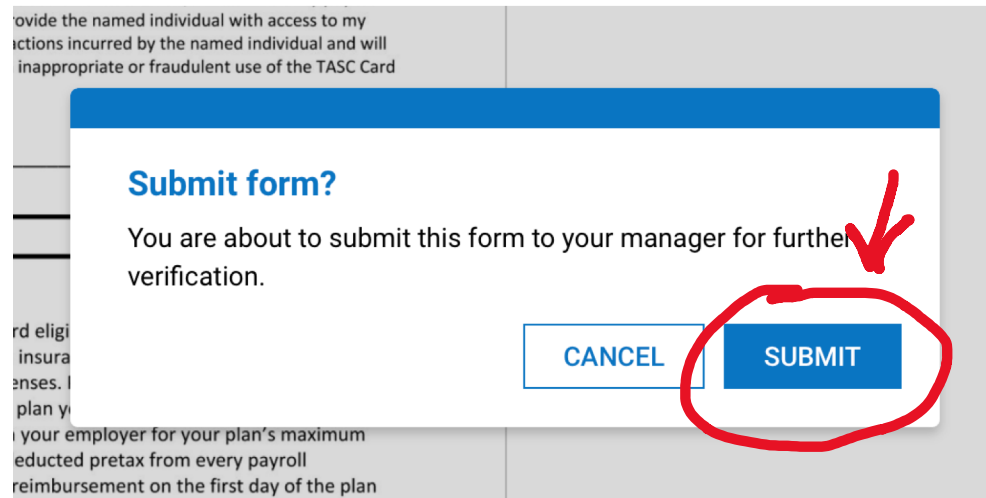 rovide the named individual with access to my
actions incurred by the named individual and will
inappropriate or fraudulent use of the TASC Card
Submit form?
You are about to submit this form to your manager for further
verification.
CANCEL
SUBMIT
rd eligi
insura
enses. I
plan y
your employer for your plan's maximum
educted pretax from every payroll
reimbursement on the first day of the plan